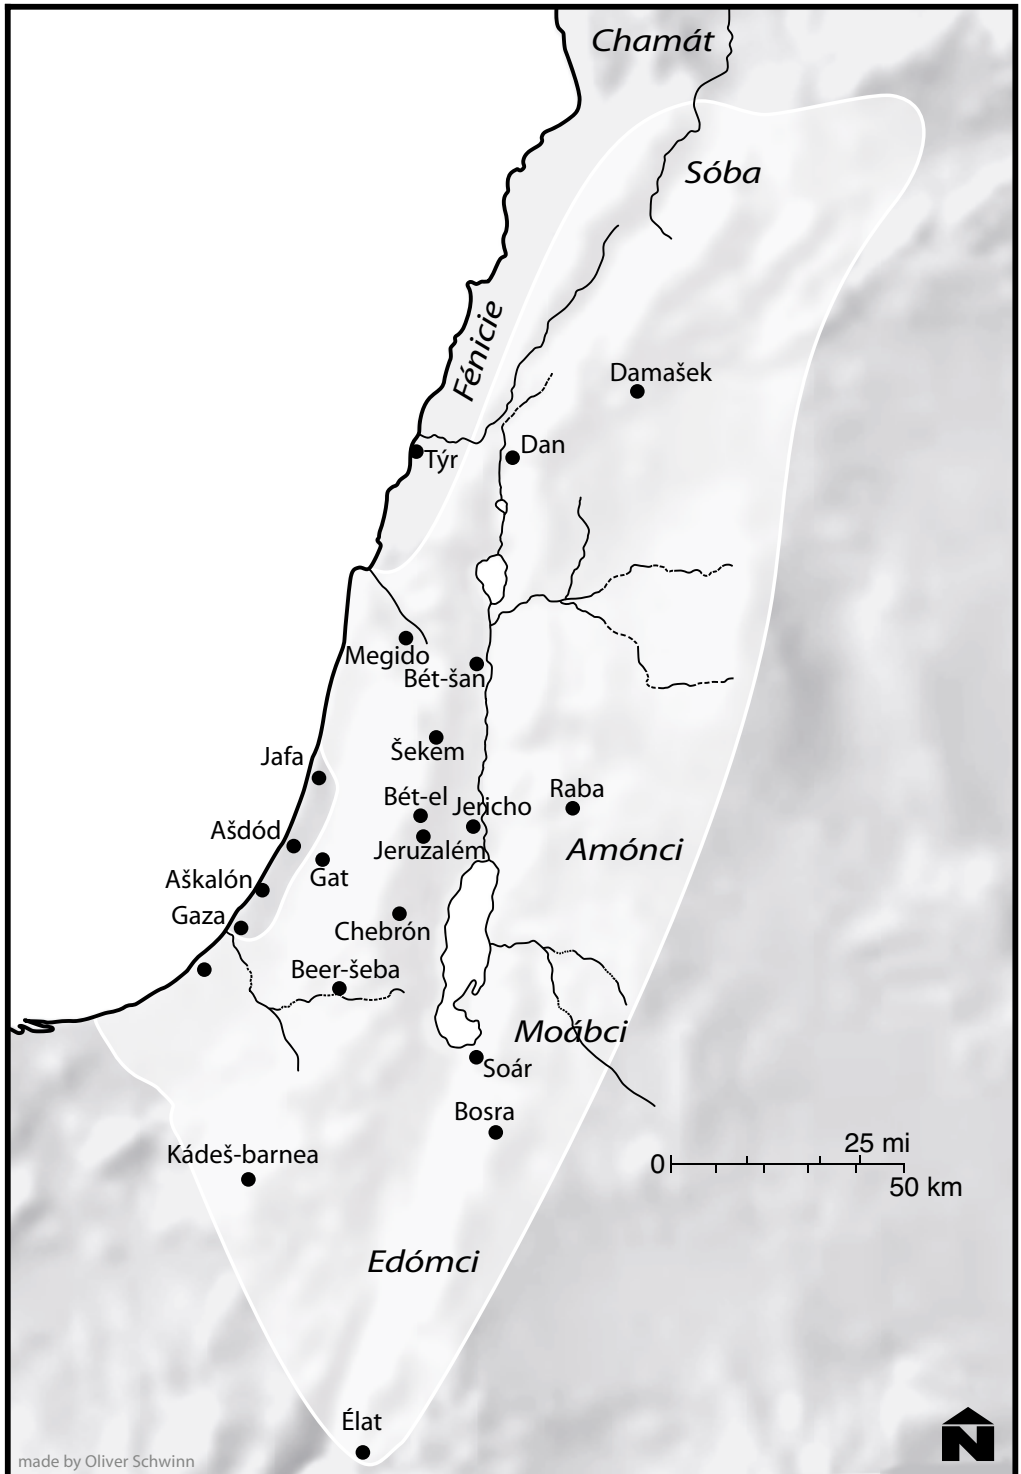 Chamát
Sóba
Fénicie
Damašek
Dan
Týr
Megido
Bét-šan
Šekem
Jafa
Raba
Bét-el
Jericho
Ašdód
Jeruzalém
Amónci
Gat
Aškalón
Gaza
Chebrón
Beer-šeba
Moábci
Soár
Bosra
25 mi
Kádeš-barnea
0
50 km
Edómci
Élat
N
made by Oliver Schwinn